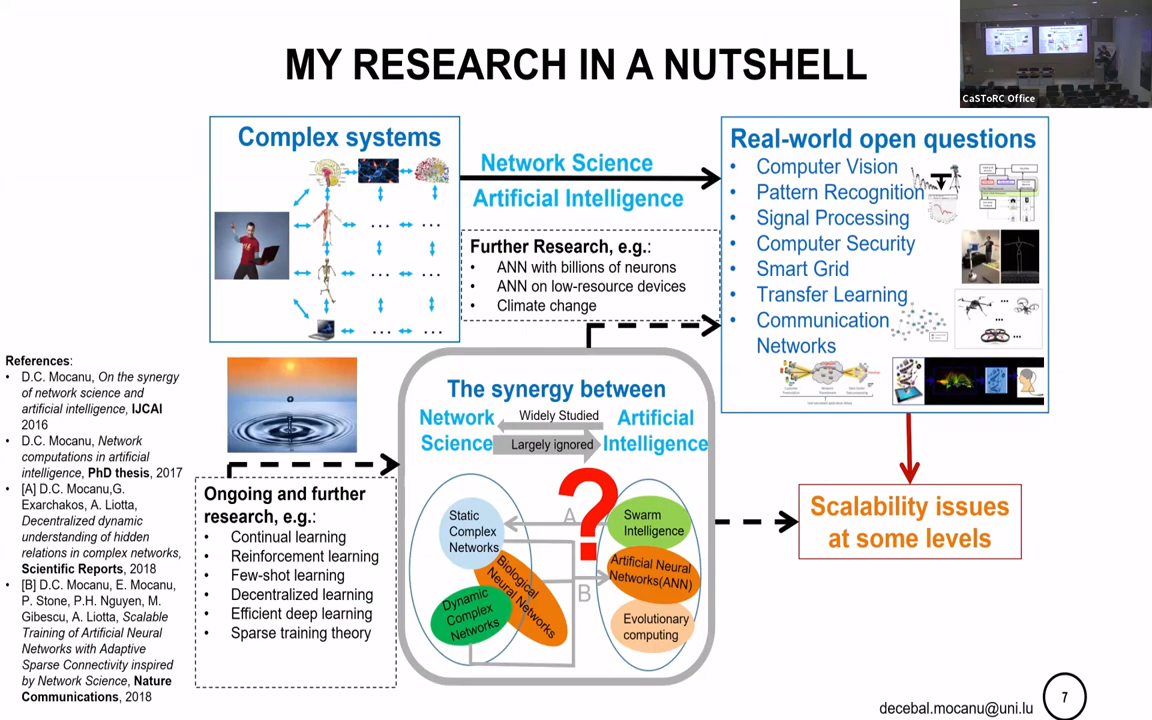 MY RESEARCH IN A NUTSHELL
CaSToRC Office
Complex systems
... ...
... ...
... ...
Network Science
Artificial Intelligence
Further Research, e.g.:
• ANN with billions of neurons
• ANN on low-resource devices
• Climate change
Real-world open questions
• Computer Vision
• Pattern Recognition
• Signal Processing
• Computer Security
• Smart Grid
• Transfer Learning
• Communication
Networks
References:
• D.C. Mocanu, On the synergy
of network science and
artificial intelligence, IJCAI
2016
• D.C. Mocanu, Network
computations in artificial
intelligence, PhD thesis, 2017
• [A] D.C. Mocanu,G.
Exarchakos, A. Liotta,
Decentralized dynamic
understanding of hidden
relations in complex networks,
Scientific Reports, 2018
• [B] D.C. Mocanu, E. Mocanu,
P. Stone, P.H. Nguyen, M.
Gibescu, A. Liotta, Scalable
Training of Artificial Neural
Networks with Adaptive
Sparse Connectivity inspired
by Network Science, Nature
Communications, 2018
Ongoing and further
research, e.g.:
• Continual learning
• Reinforcement learning
• Few-shot learning
• Decentralized learning
• Efficient deep learning
• Sparse training theory
The synergy between
Network
Science
Widely Studied
Largely ignored
Artificial
Intelligence
?
A
B
Static
Complex
Networks
Biological
Neural Networks
Dynamic
Complex
Networks
Swarm
Intelligence
Artificial Neural
Networks(ANN)
Evolutionary
computing
Scalability issues
at some levels
decebal.mocanu@uni.lu
7